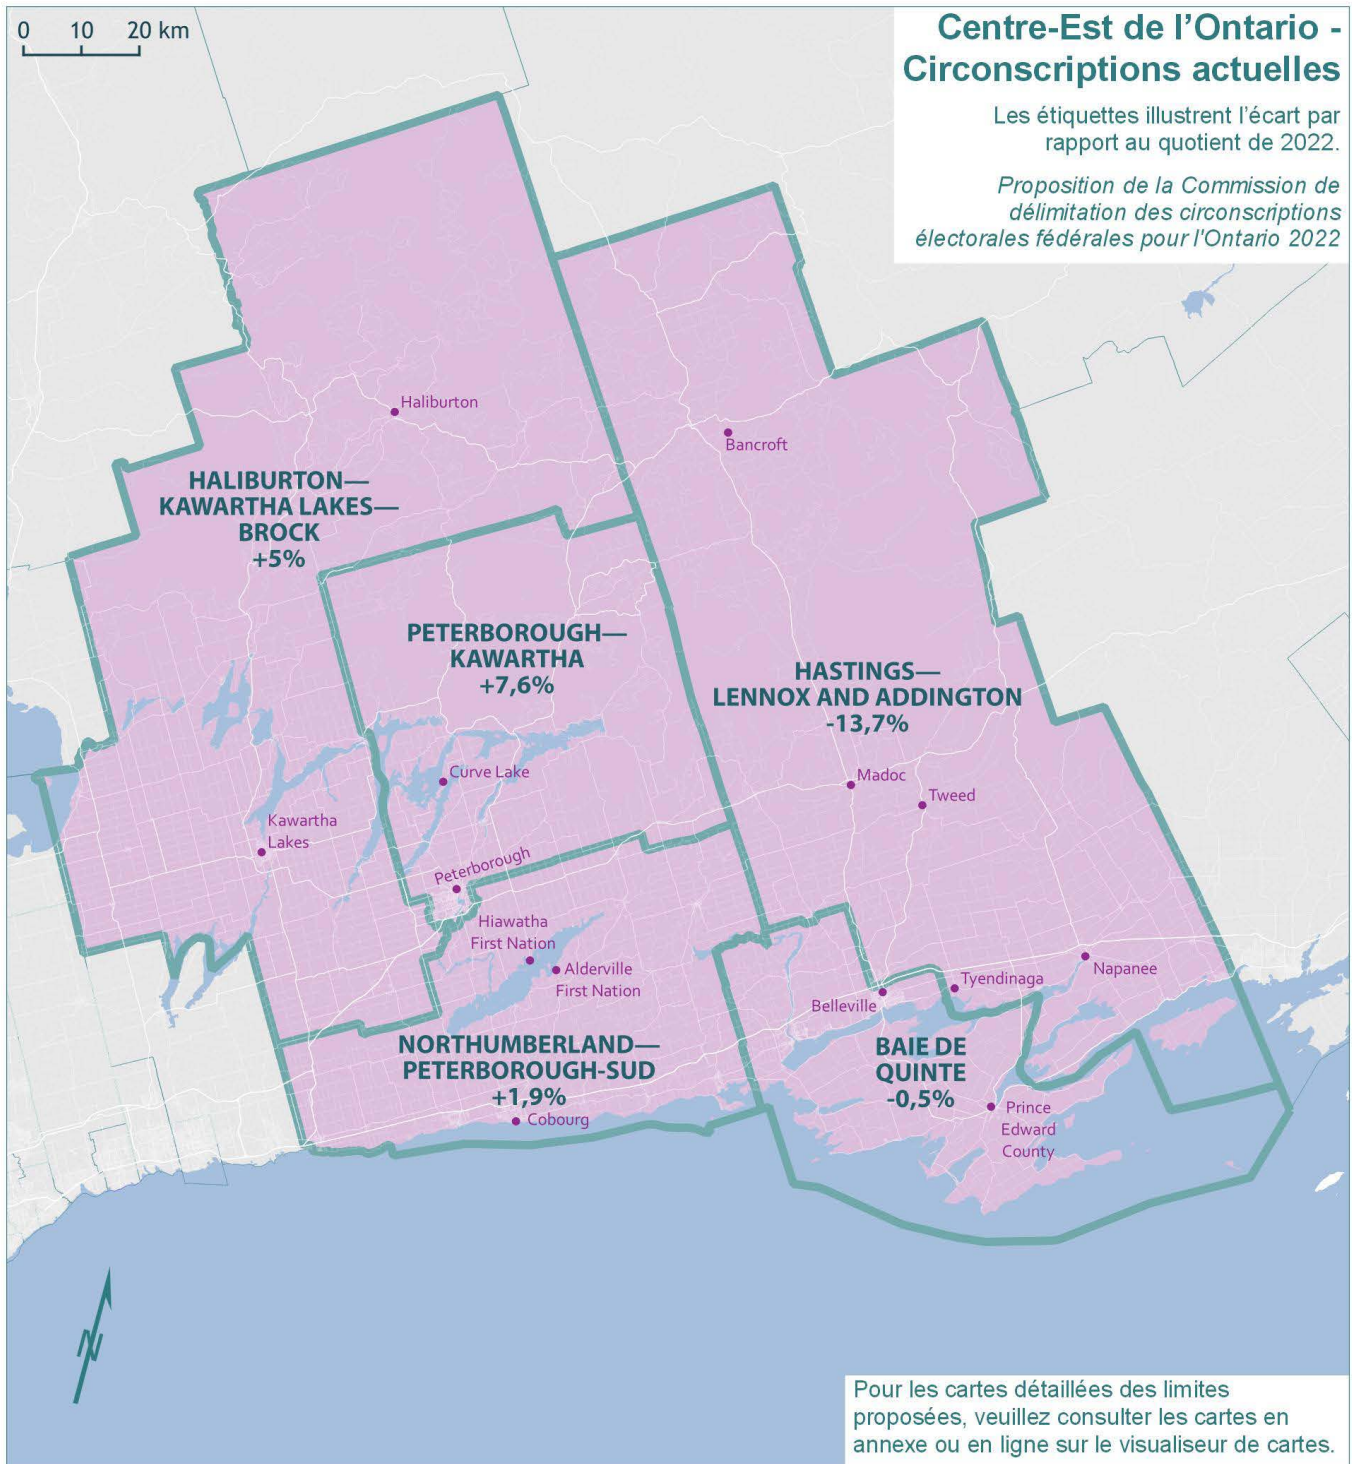 0 10 20 km
Centre-Est de l’Ontario -
Circonscriptions actuelles
Les étiquettes illustrent l’écart par
rapport au quotient de 2022.
Proposition de la Commission de
délimitation des circonscriptions
électorales fédérales pour l'Ontario 2022
Haliburton
Bancroft
HALIBURTON—
KAWARTHA LAKES—
BROCK
+5%
PETERBOROUGH—
KAWARTHA
+7,6%
HASTINGS—
LENNOX AND ADDINGTON
-13,7%
Curve Lake
Madoc
Tweed
Kawartha
Lakes
Peterborough
Hiawatha
First Nation
Alderville
First Nation
Napanee
Tyendinaga
Belleville
NORTHUMBERLAND—
PETERBOROUGH-SUD
+1,9%
BAIE DE
QUINTE
-0,5%
Cobourg
Prince
Edward
County
N
Pour les cartes détaillées des limites
proposées, veuillez consulter les cartes en
annexe ou en ligne sur le visualiseur de cartes.